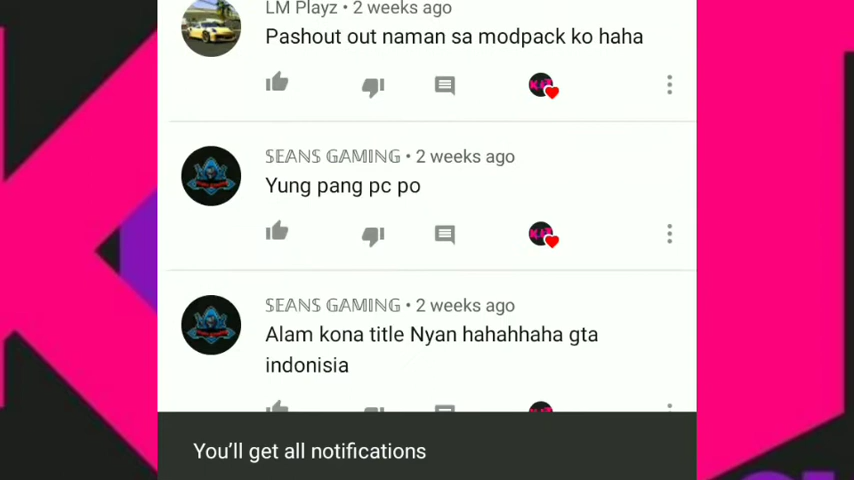 LM Playz • 2 weeks ago
Pashout out naman sa modpack ko haha
𝕊𝔼𝔸ℕ𝕊 𝔾𝔸𝕄𝕀ℕ𝔾 • 2 weeks ago
Yung pang pc po
𝕊𝔼𝔸ℕ𝕊 𝔾𝔸𝕄𝕀ℕ𝔾 • 2 weeks ago
Alam kona title Nyan hahahhaha gta
indonisia
You’ll get all notifications